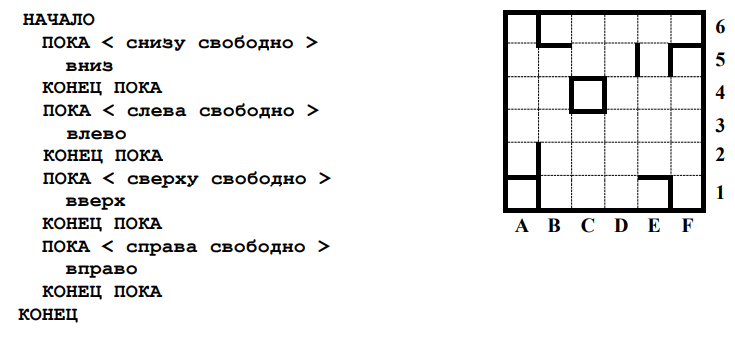 НАЧАЛО
ПОКА < снизу свободно >
вниз
КОНЕЦ ПОКА
ПОКА < слева свободно >
влево
КОНЕЦ ПОКА
ПОКА < сверху свободно >
вверх
КОНЕЦ ПОКА
ПОКА < справа свободно >
вправо
КОНЕЦ ПОКА
КОНЕЦ
6
5
4
3
2
1
A B C D E F